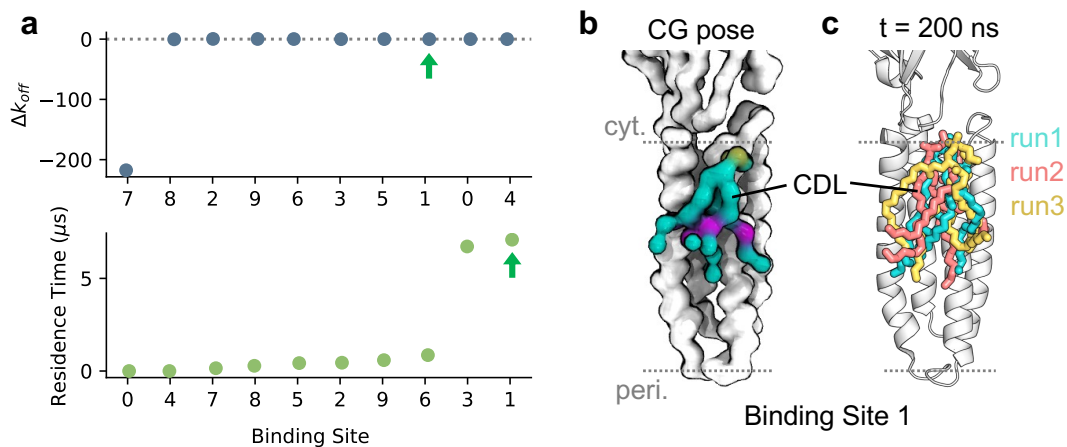 a
0
−100
−200
Δk_off
7 8 2 9 6 3 5 1 0 4
5
0
Residence Time (μs)
0 4 7 8 5 2 9 6 3 1
Binding Site
b
CG pose
cyt.
CDL
peri.
c
t = 200 ns
run1
run2
run3
Binding Site 1